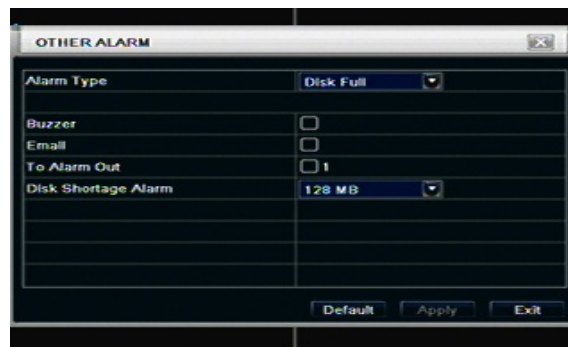 OTHER ALARM
Alarm Type Disk Full
Buzzer
Email
To Alarm Out 1
Disk Shortage Alarm 128 MB
Default Apply Exit